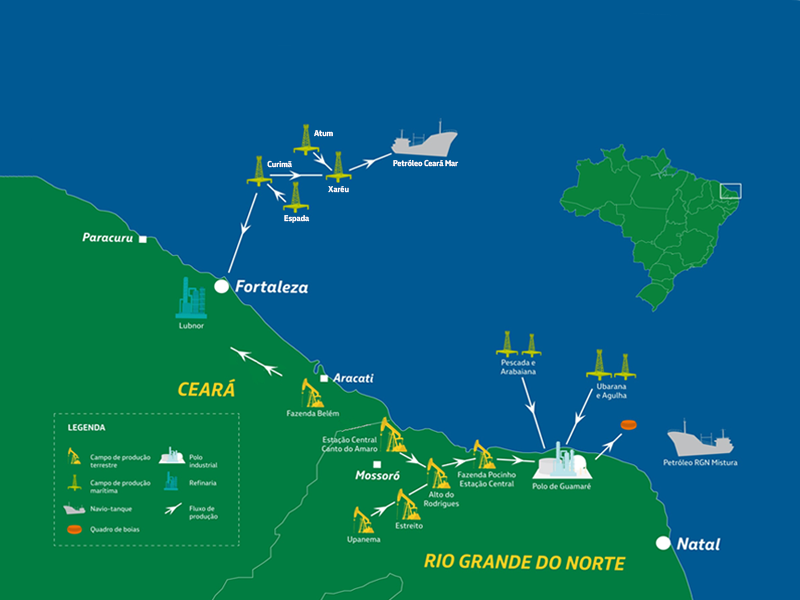 Atum
Curimã
Petróleo Ceará Mar
Xaréu
Espada
Paracuru
Fortaleza
Lubnor
Pescada e
Arabaiana
Ubarana
e Agulha
Aracati
CEARÁ
Fazenda Belém
LEGENDA
Campo de produção
terrestre
Polo
industrial
Campo de produção
marítima
Refinaria
Navio-tanque
Fluxo de
produção
Quadro de boias
Estação Central
Canto do Amaro
Mossoró
Fazenda Pocinho
Estação Central
Alto do
Rodrigues
Estreito
Upanema
Polo de Guamaré
Petróleo RGN Mistura
Natal
RIO GRANDE DO NORTE